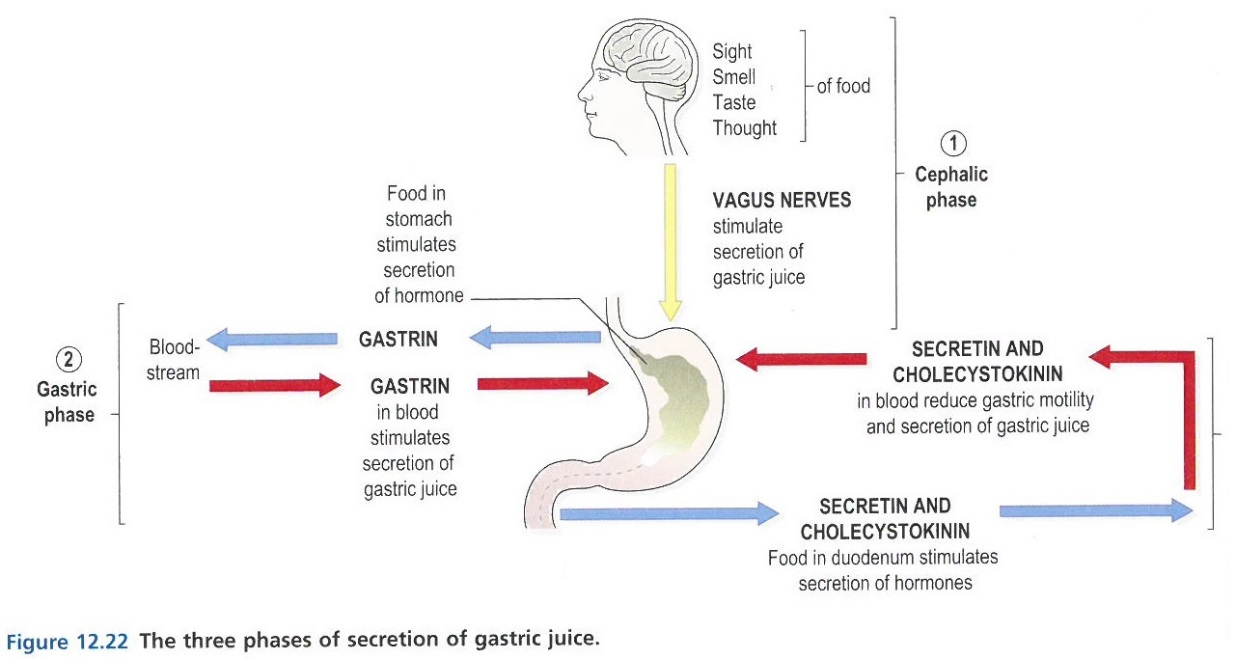 Sight
Smell
Taste
Thought
of food
1
Cephalic
phase
VAGUS NERVES
stimulate
secretion of
gastric juice
Food in
stomach
stimulates
secretion
of hormone
2
Gastric
phase
Blood-
stream
GASTRIN
GASTRIN
in blood
stimulates
secretion of
gastric juice
SECRETIN AND
CHOLECYSTOKININ
in blood reduce gastric motility
and secretion of gastric juice
SECRETIN AND
CHOLECYSTOKININ
Food in duodenum stimulates
secretion of hormones
Figure 12.22 The three phases of secretion of gastric juice.